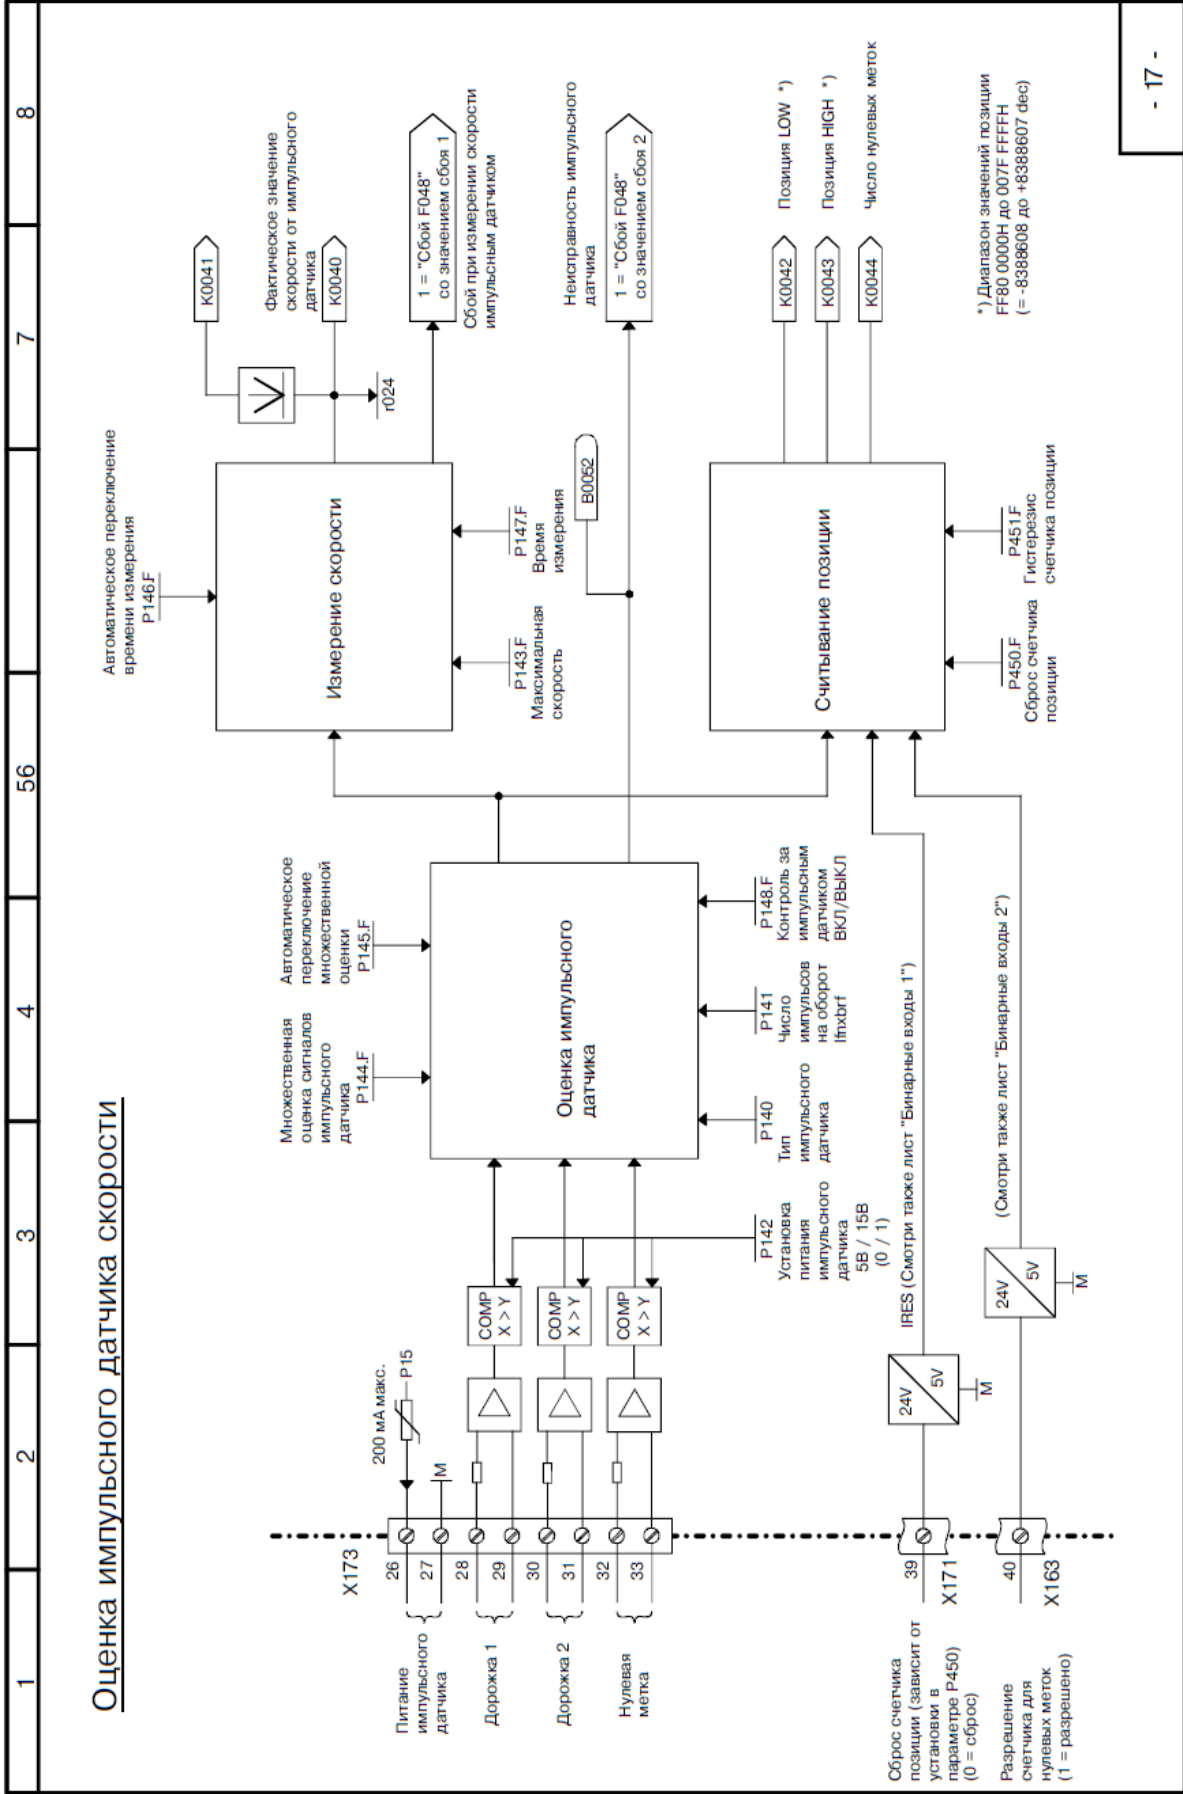 1
2
3
4
56
7
8
Оценка импульсного датчика скорости
X173
200 мА макс.
P15
M
Питание
импульсного
датчика
26
27
Дорожка 1
28
29
Дорожка 2
30
31
Нулевая
метка
32
33
COMP
X > Y
COMP
X > Y
COMP
X > Y
P142
Установка
питания
импульсного
датчика
5В / 15В
(0 / 1)
Множественная
оценка сигналов
импульсного
датчика
P144.F
Автоматическое
переключение
множественной
оценки
P145.F
Оценка импульсного
датчика
P140
Тип
импульсного
датчика
P141
Число
импульсов
на оборот
lfnxbrf
P148.F
Контроль за
импульсным
датчиком
ВКЛ/ВЫКЛ
Автоматическое переключение
времени измерения
P146.F
Измерение скорости
P143.F
Максимальная
скорость
P147.F
Время
измерения
K0041
Фактическое значение
скорости от импульсного
датчика
K0040
r024
1 = "Сбой F048"
со значением сбоя 1
Сбой при измерении скорости
импульсным датчиком
B0052
Неисправность импульсного
датчика
1 = "Сбой F048"
со значением сбоя 2
Считывание позиции
P450.F
Сброс счетчика
позиции
P451.F
Гистерезис
счетчика позиции
K0042
Позиция LOW *)
K0043
Позиция HIGH *)
K0044
Число нулевых меток
*) Диапазон значений позиции
FF80 0000H до 007F FFFFH
(= -8388608 до +8388607 dec)
Сброс счетчика
позиции (зависит от
установки в
параметре P450)
(0 = сброс)
39
X171
24V
5V
M
IRES (Смотри также лист "Бинарные входы 1")
Разрешение
счетчика для
нулевых меток
(1 = разрешено)
40
X163
24V
5V
M
(Смотри также лист "Бинарные входы 2")
- 17 -